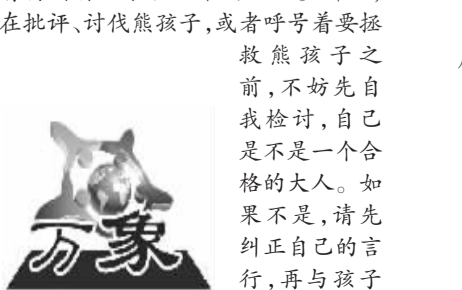 在批评、讨伐熊孩子,或者呼号着要拯
救熊孩子之
前,不妨先自
我检讨,自己
是不是一个合
格的大人。如
果不是,请先
纠正自己的言
行,再与孩子
万象